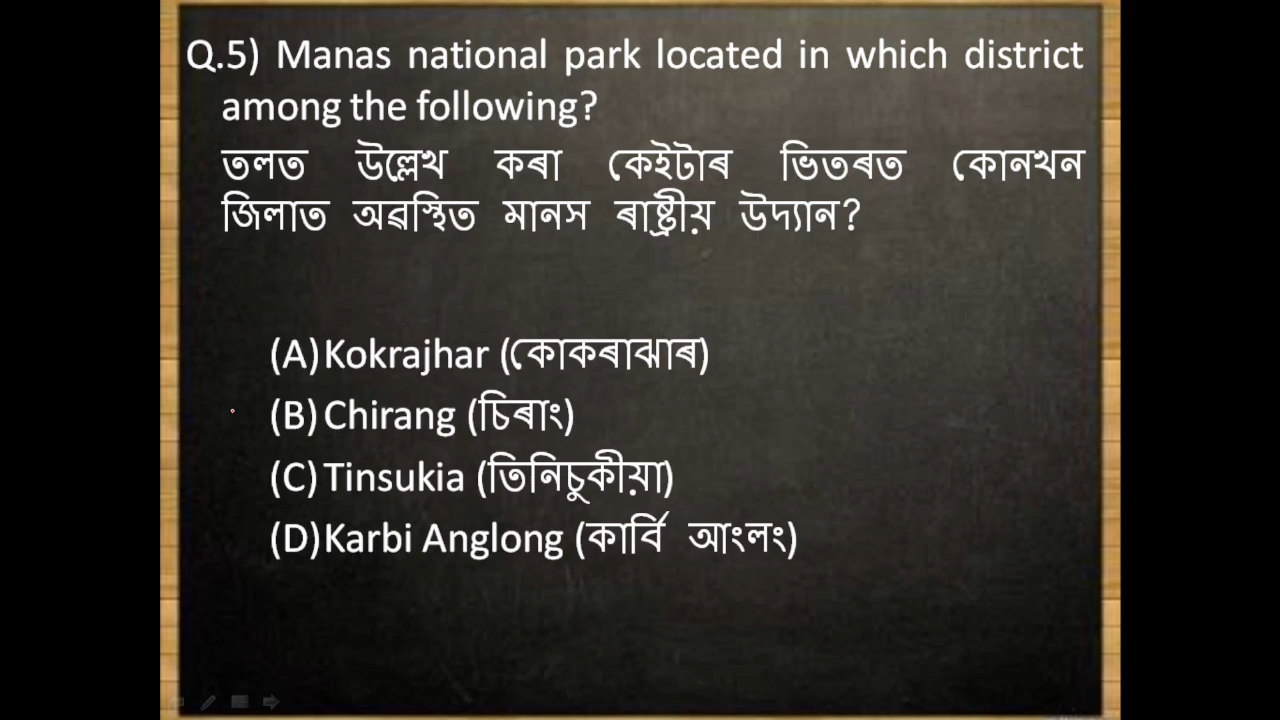 Q.5) Manas national park located in which district
among the following?
তলত উল্লেখ কৰা কেইটাৰ ভিতৰত কোনখন
জিলাত অৱস্থিত মানস ৰাষ্ট্ৰীয় উদ্যান?
(A) Kokrajhar (কোকৰাঝাৰ)
(B) Chirang (চিৰাং)
(C) Tinsukia (তিনিচুকীয়া)
(D) Karbi Anglong (কাৰ্বি আংলং)